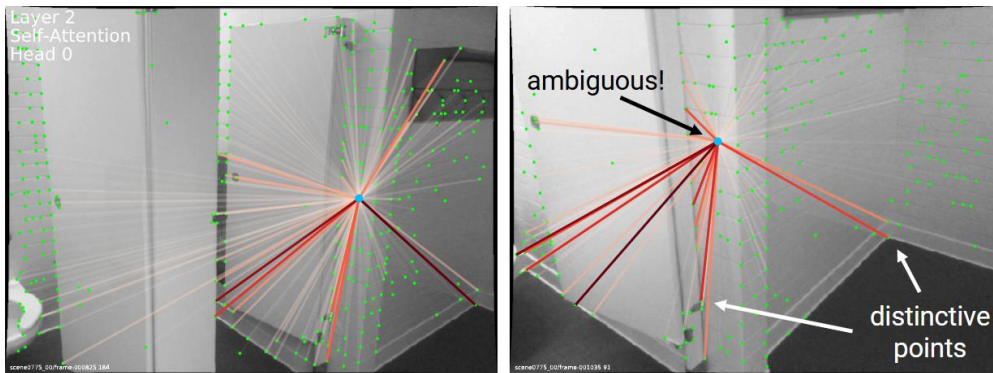 Layer 2
Self-Attention
Head 0
ambiguous!
distinctive
points
scene0775_00/frame-000825 184
scene0775_00/frame-001035 91